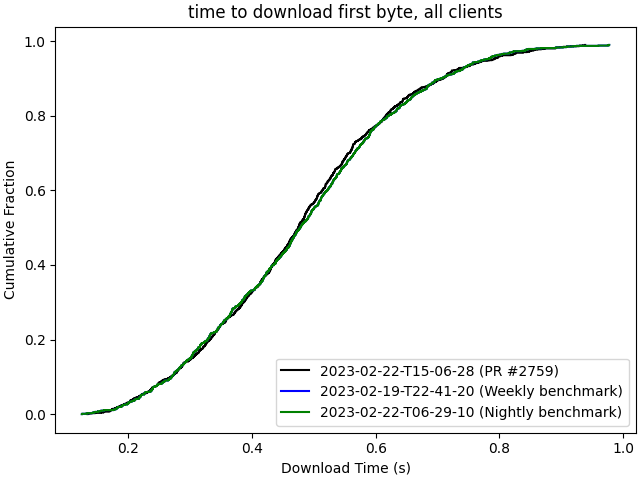 time to download first byte, all clients
1.0
0.8
0.6
0.4
0.2
0.0
Cumulative Fraction
2023-02-22-T15-06-28 (PR #2759)
2023-02-19-T22-41-20 (Weekly benchmark)
2023-02-22-T06-29-10 (Nightly benchmark)
0.2
0.4
0.6
0.8
1.0
Download Time (s)